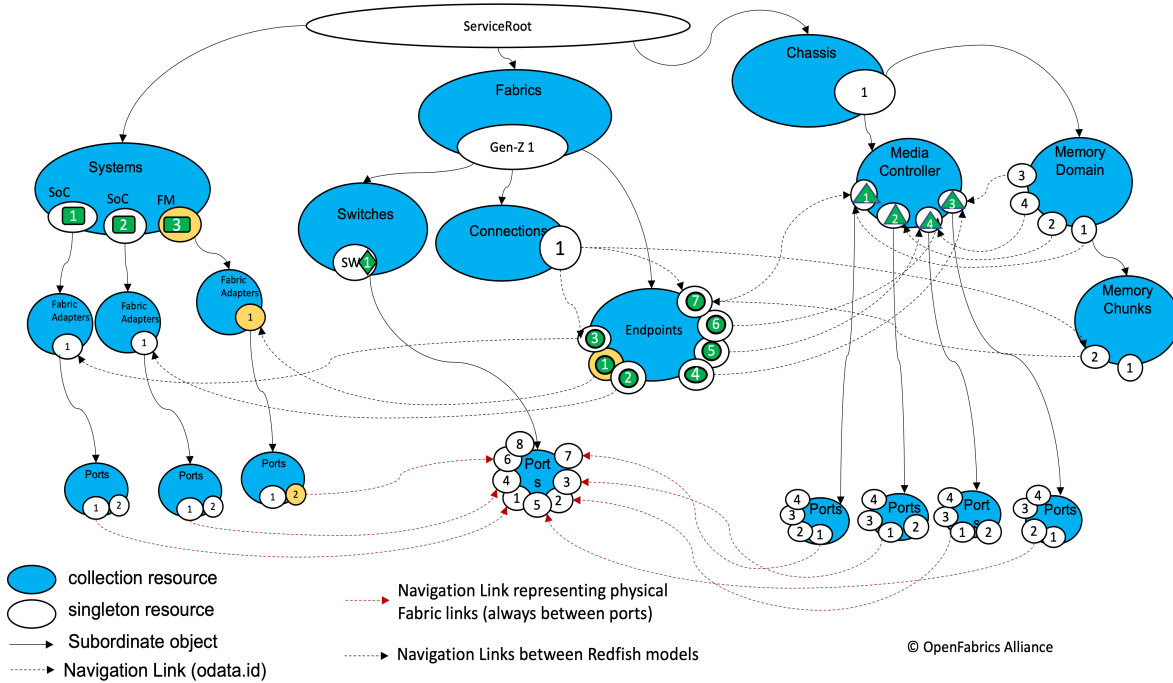 ServiceRoot
Chassis
1
Fabrics
Gen-Z 1
Systems
SoC
1
SoC
2
FM
3
Switches
SW
1
Connections
1
Media
Controller
1
2
4
3
Memory
Domain
3
4
2
1
Memory
Chunks
2
1
Fabric
Adapters
1
Fabric
Adapters
1
Fabric
Adapters
1
Endpoints
7
6
5
4
3
1
2
Ports
1
2
Ports
1
2
Ports
1
2
Port
s
8
7
6
4
3
1
5
2
Ports
4
3
2
1
Ports
4
3
1
2
Port
s
4
3
1
2
Ports
4
3
2
1
collection resource
singleton resource
Subordinate object
Navigation Link (odata.id)
Navigation Link representing physical
Fabric links (always between ports)
Navigation Links between Redfish models
© OpenFabrics Alliance